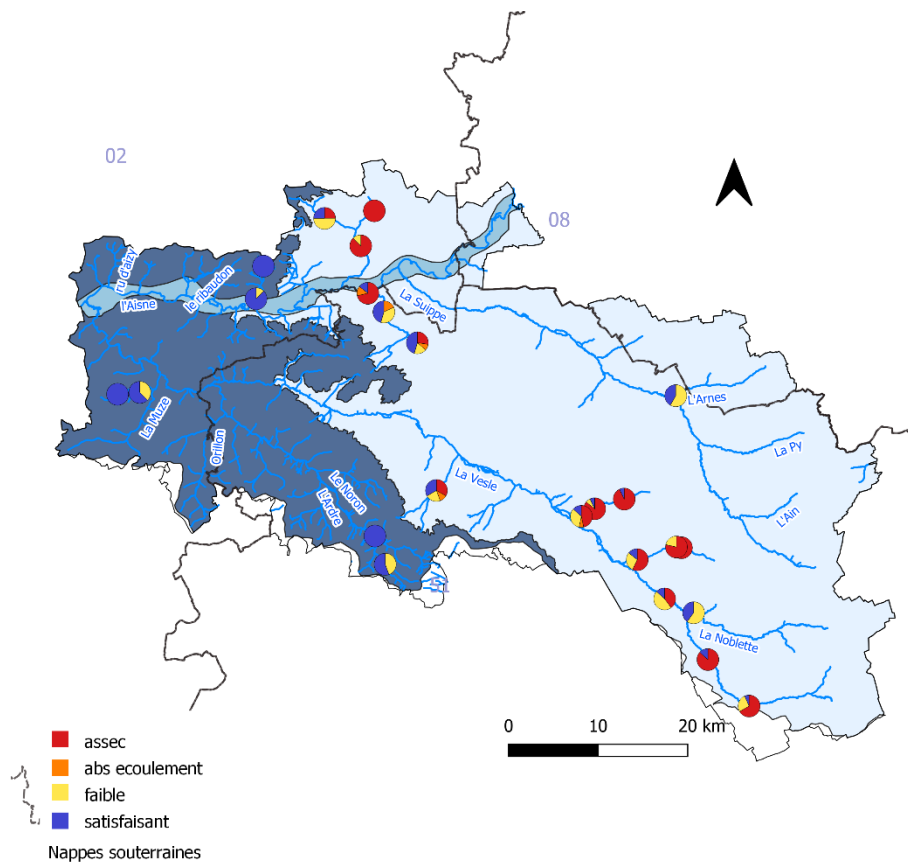 02
08
ru d'aizy
le ribaudon
l'Aisne
La Suippe
La Muze
Orillon
L'Arnes
La Py
L'Ain
La Vesle
Le Noron
L'Ardre
51
La Noblette
0 10 20 km
assec
abs ecoulement
faible
satisfaisant
Nappes souterraines